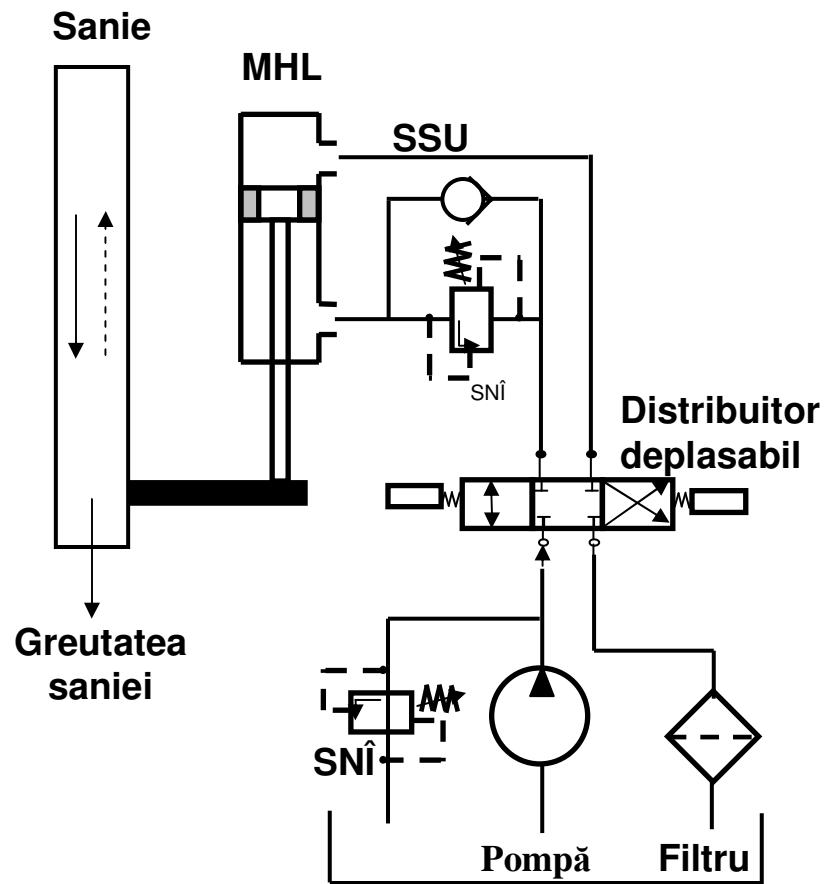 Sanie
MHL
SSU
SNÎ
Distribuitor
deplasabil
Greutatea
saniei
SNÎ
Pompă
Filtru